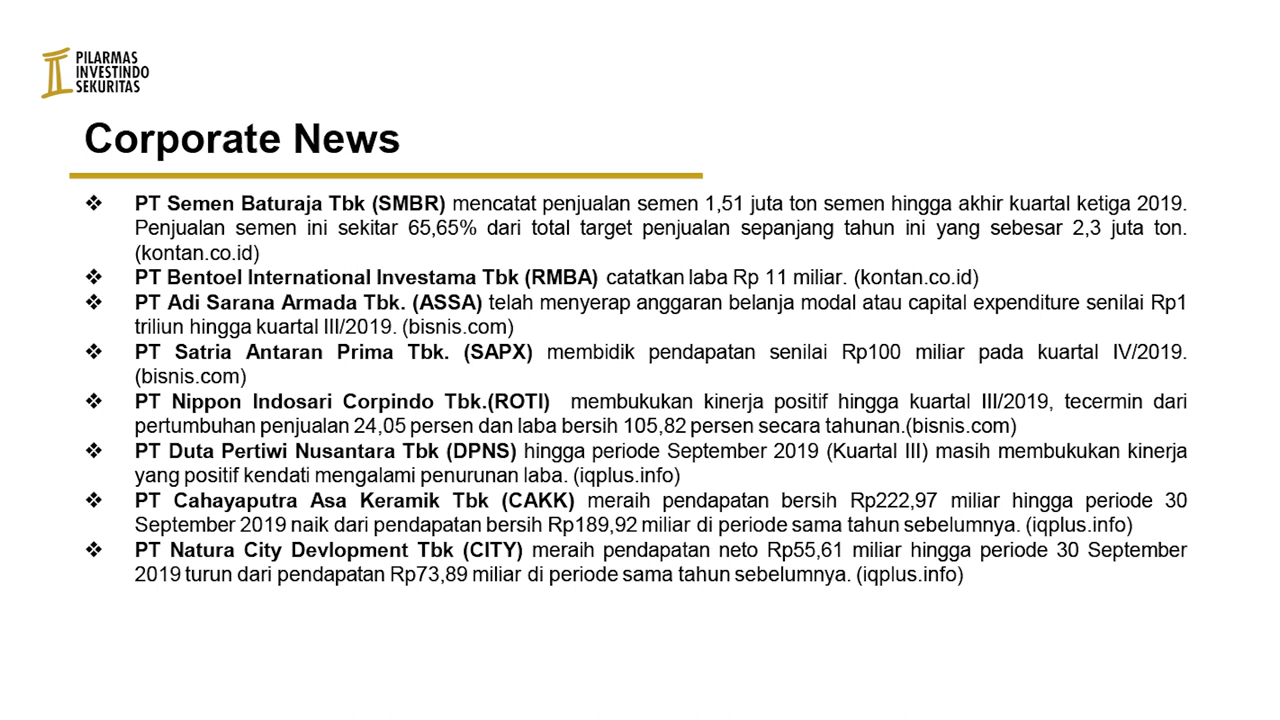 PILARMAS
INVESTINDO
SEKURITAS
Corporate News
❖ PT Semen Baturaja Tbk (SMBR) mencatat penjualan semen 1,51 juta ton semen hingga akhir kuartal ketiga 2019.
Penjualan semen ini sekitar 65,65% dari total target penjualan sepanjang tahun ini yang sebesar 2,3 juta ton.
(kontan.co.id)
❖ PT Bentoel International Investama Tbk (RMBA) catatkan laba Rp 11 miliar. (kontan.co.id)
❖ PT Adi Sarana Armada Tbk. (ASSA) telah menyerap anggaran belanja modal atau capital expenditure senilai Rp1
triliun hingga kuartal III/2019. (bisnis.com)
❖ PT Satria Antaran Prima Tbk. (SAPX) membidik pendapatan senilai Rp100 miliar pada kuartal IV/2019.
(bisnis.com)
❖ PT Nippon Indosari Corpindo Tbk.(ROTI) membukukan kinerja positif hingga kuartal III/2019, tecermin dari
pertumbuhan penjualan 24,05 persen dan laba bersih 105,82 persen secara tahunan.(bisnis.com)
❖ PT Duta Pertiwi Nusantara Tbk (DPNS) hingga periode September 2019 (Kuartal III) masih membukukan kinerja
yang positif kendati mengalami penurunan laba. (iqplus.info)
❖ PT Cahayaputra Asa Keramik Tbk (CAKK) meraih pendapatan bersih Rp222,97 miliar hingga periode 30
September 2019 naik dari pendapatan bersih Rp189,92 miliar di periode sama tahun sebelumnya. (iqplus.info)
❖ PT Natura City Devlopment Tbk (CITY) meraih pendapatan neto Rp55,61 miliar hingga periode 30 September
2019 turun dari pendapatan Rp73,89 miliar di periode sama tahun sebelumnya. (iqplus.info)